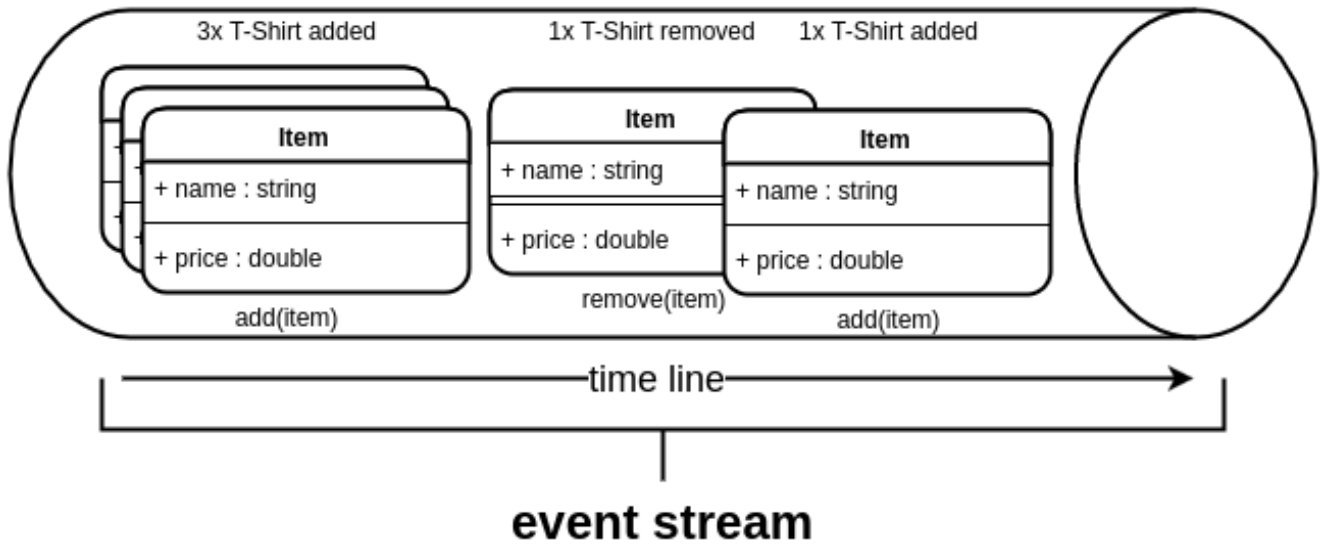 3x T-Shirt added
1x T-Shirt removed
1x T-Shirt added
Item
+ name : string
+ price : double
add(item)
Item
+ name : string
+ price : double
remove(item)
Item
+ name : string
+ price : double
add(item)
time line
event stream